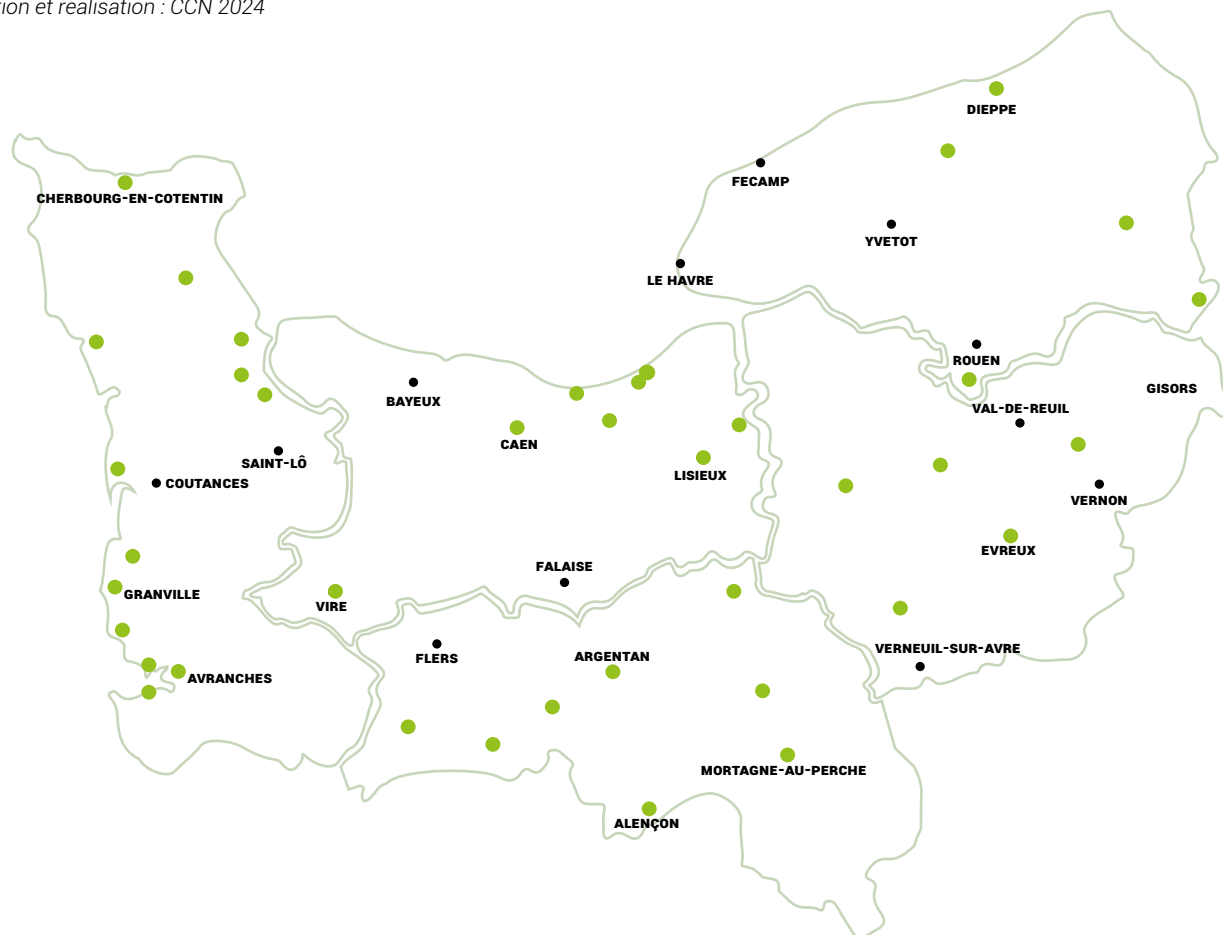 tion et réalisation : CCN 2024
DIEPPE
FECAMP
CHERBOURG-EN-COTENTIN
YVETOT
LE HAVRE
ROUEN
GISORS
BAYEUX
VAL-DE-REUIL
CAEN
SAINT-LÔ
LISIEUX
COUTANCES
VERNON
EVREUX
FALAISE
GRANVILLE
VIRE
VERNEUIL-SUR-AVRE
FLERS
ARGENTAN
AVRANCHES
MORTAGNE-AU-PERCHE
ALENÇON